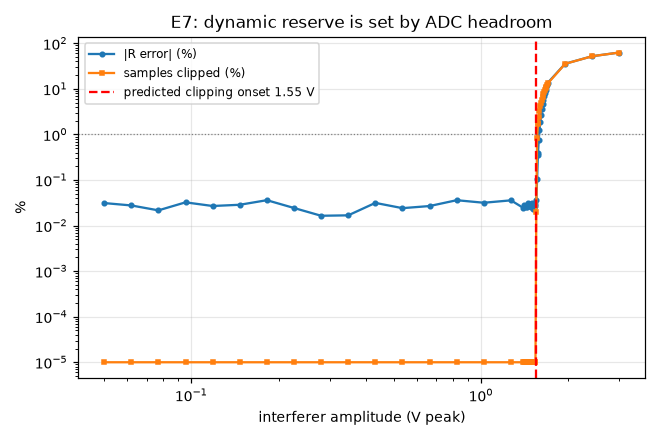 E7: dynamic reserve is set by ADC headroom
|R error| (%)
samples clipped (%)
predicted clipping onset 1.55 V
%
10²
10¹
10⁰
10⁻¹
10⁻²
10⁻³
10⁻⁴
10⁻⁵
10⁻¹
10⁰
interferer amplitude (V peak)